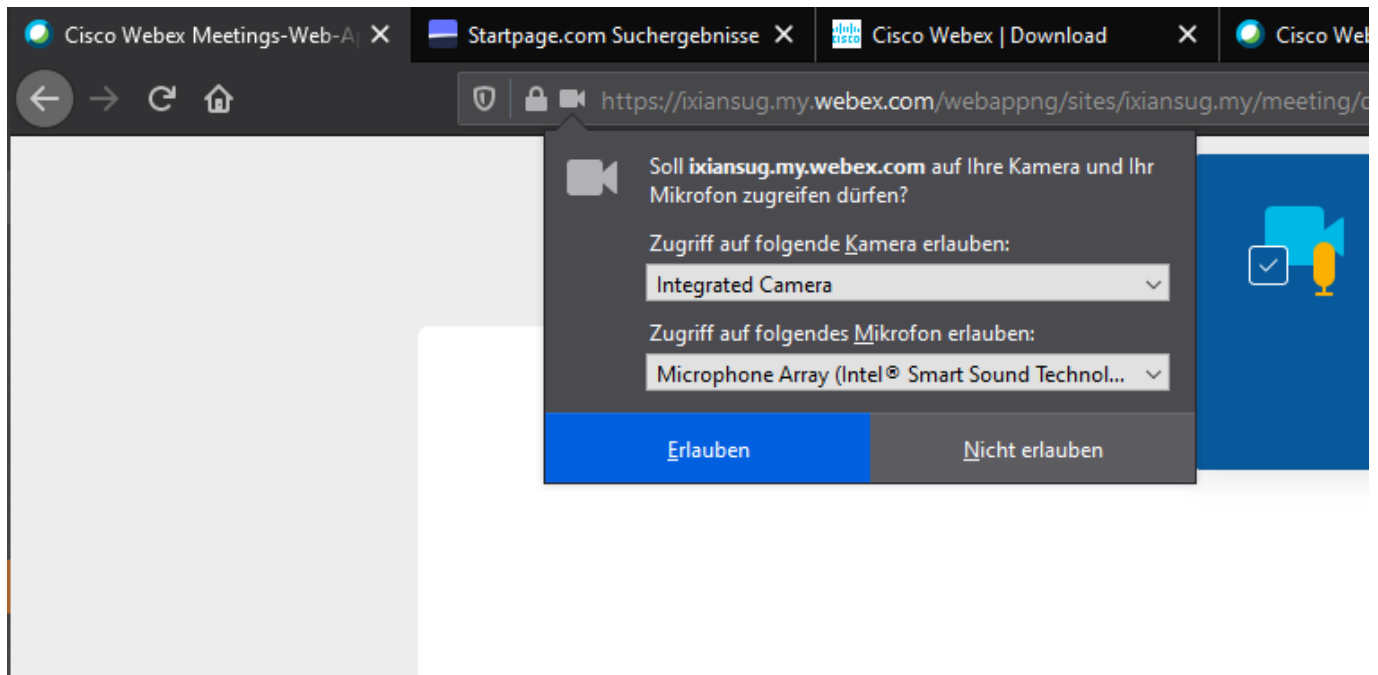 Cisco Webex Meetings-Web-A
Startpage.com Suchergebnisse
CISCO
Cisco Webex | Download
Cisco Web
https://ixiansug.my.webex.com/webappng/sites/ixiansug.my/meeting/
Soll ixiansug.my.webex.com auf Ihre Kamera und Ihr
Mikrofon zugreifen dürfen?
Zugriff auf folgende Kamera erlauben:
Integrated Camera
Zugriff auf folgendes Mikrofon erlauben:
Microphone Array (Intel® Smart Sound Technol...
Erlauben
Nicht erlauben